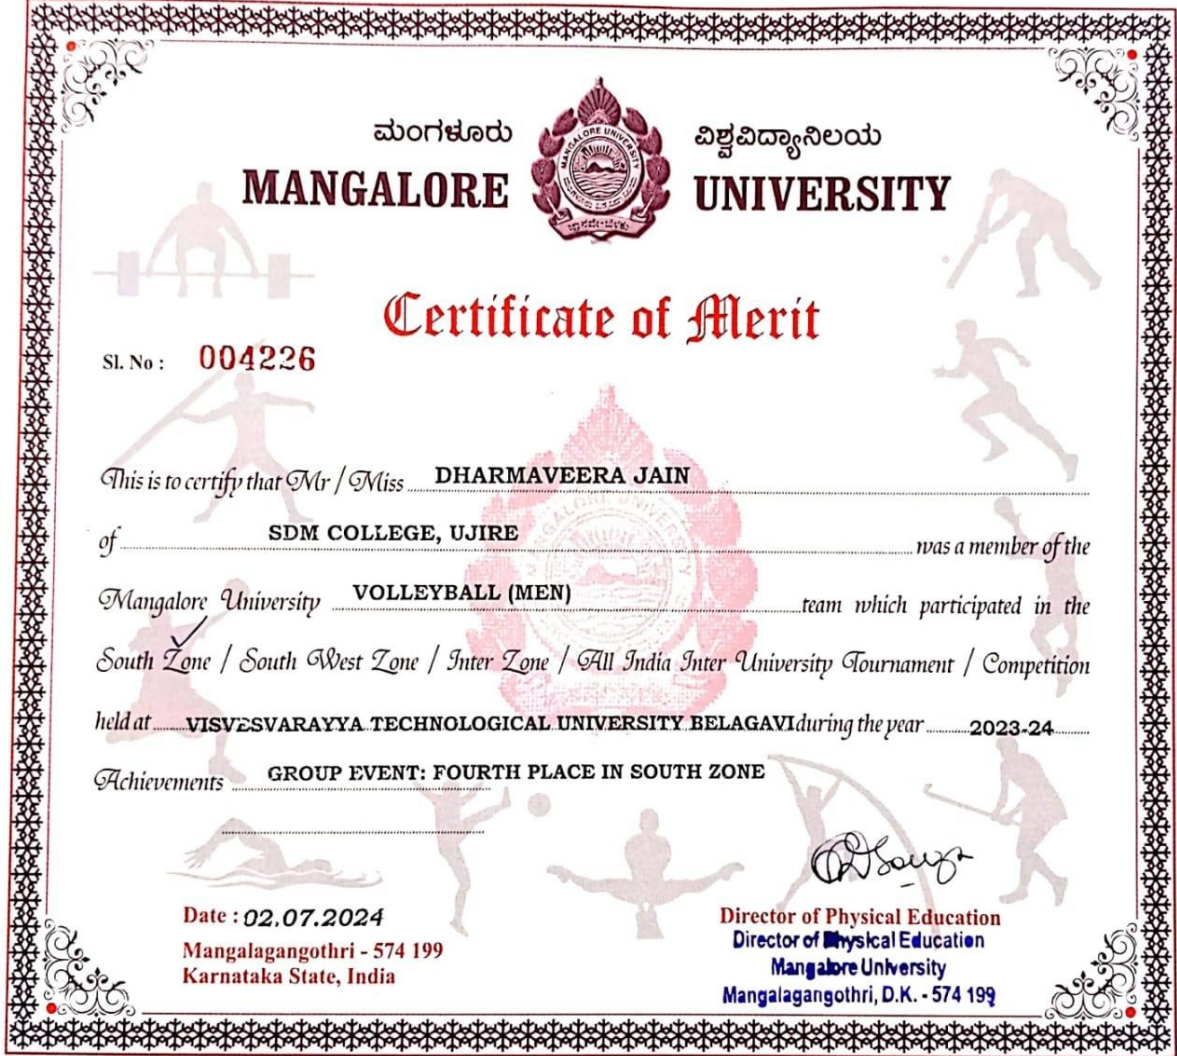 ಮಂಗಳೂರು ವಿಶ್ವವಿದ್ಯಾನಿಲಯ
MANGALORE UNIVERSITY
MANGALORE UNIVERSITY
Certificate of Merit
Sl. No : 004226
This is to certify that Mr / Miss DHARMAVEERA JAIN
of SDM COLLEGE, UJIRE was a member of the
Mangalore University VOLLEYBALL (MEN) team which participated in the
South Zone / South West Zone / Inter Zone / All India Inter University Tournament / Competition
held at VISVESVARAYYA TECHNOLOGICAL UNIVERSITY BELAGAVI during the year 2023-24
Achievements GROUP EVENT: FOURTH PLACE IN SOUTH ZONE
Date : 02.07.2024
Mangalagangothri - 574 199
Karnataka State, India
Director of Physical Education
Director of Physical Education
Mangalore University
Mangalagangothri, D.K. - 574 199